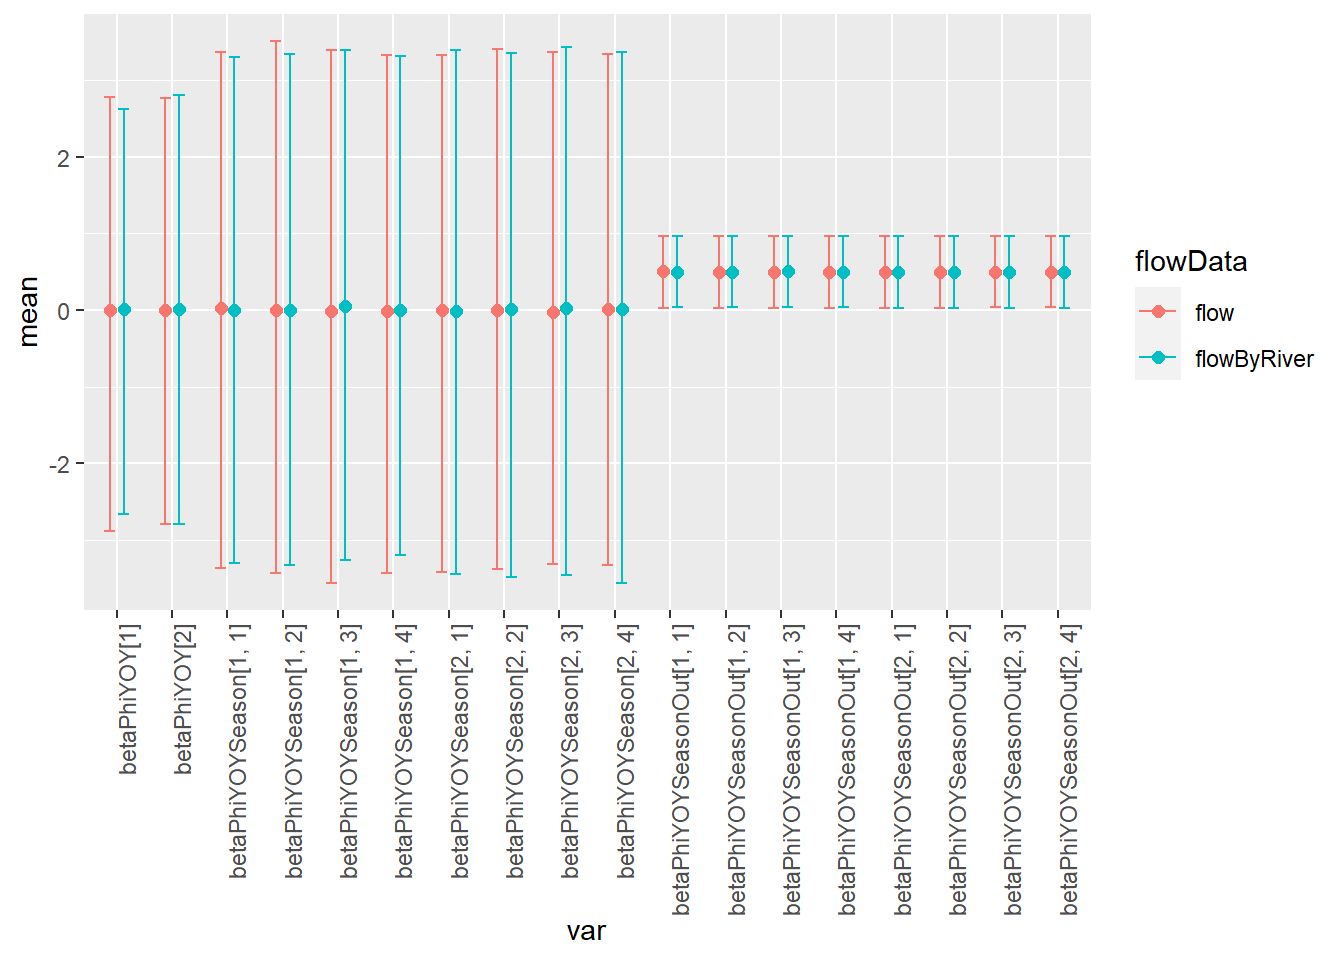 mean
2
0
-2
betaPhiYOY[1]
betaPhiYOY[2]
betaPhiYOYSeason[1, 1]
betaPhiYOYSeason[1, 2]
betaPhiYOYSeason[1, 3]
betaPhiYOYSeason[1, 4]
betaPhiYOYSeason[2, 1]
betaPhiYOYSeason[2, 2]
betaPhiYOYSeason[2, 3]
betaPhiYOYSeason[2, 4]
betaPhiYOYSeasonOut[1, 1]
betaPhiYOYSeasonOut[1, 2]
betaPhiYOYSeasonOut[1, 3]
betaPhiYOYSeasonOut[1, 4]
betaPhiYOYSeasonOut[2, 1]
betaPhiYOYSeasonOut[2, 2]
betaPhiYOYSeasonOut[2, 3]
betaPhiYOYSeasonOut[2, 4]
var
flowData
flow
flowByRiver